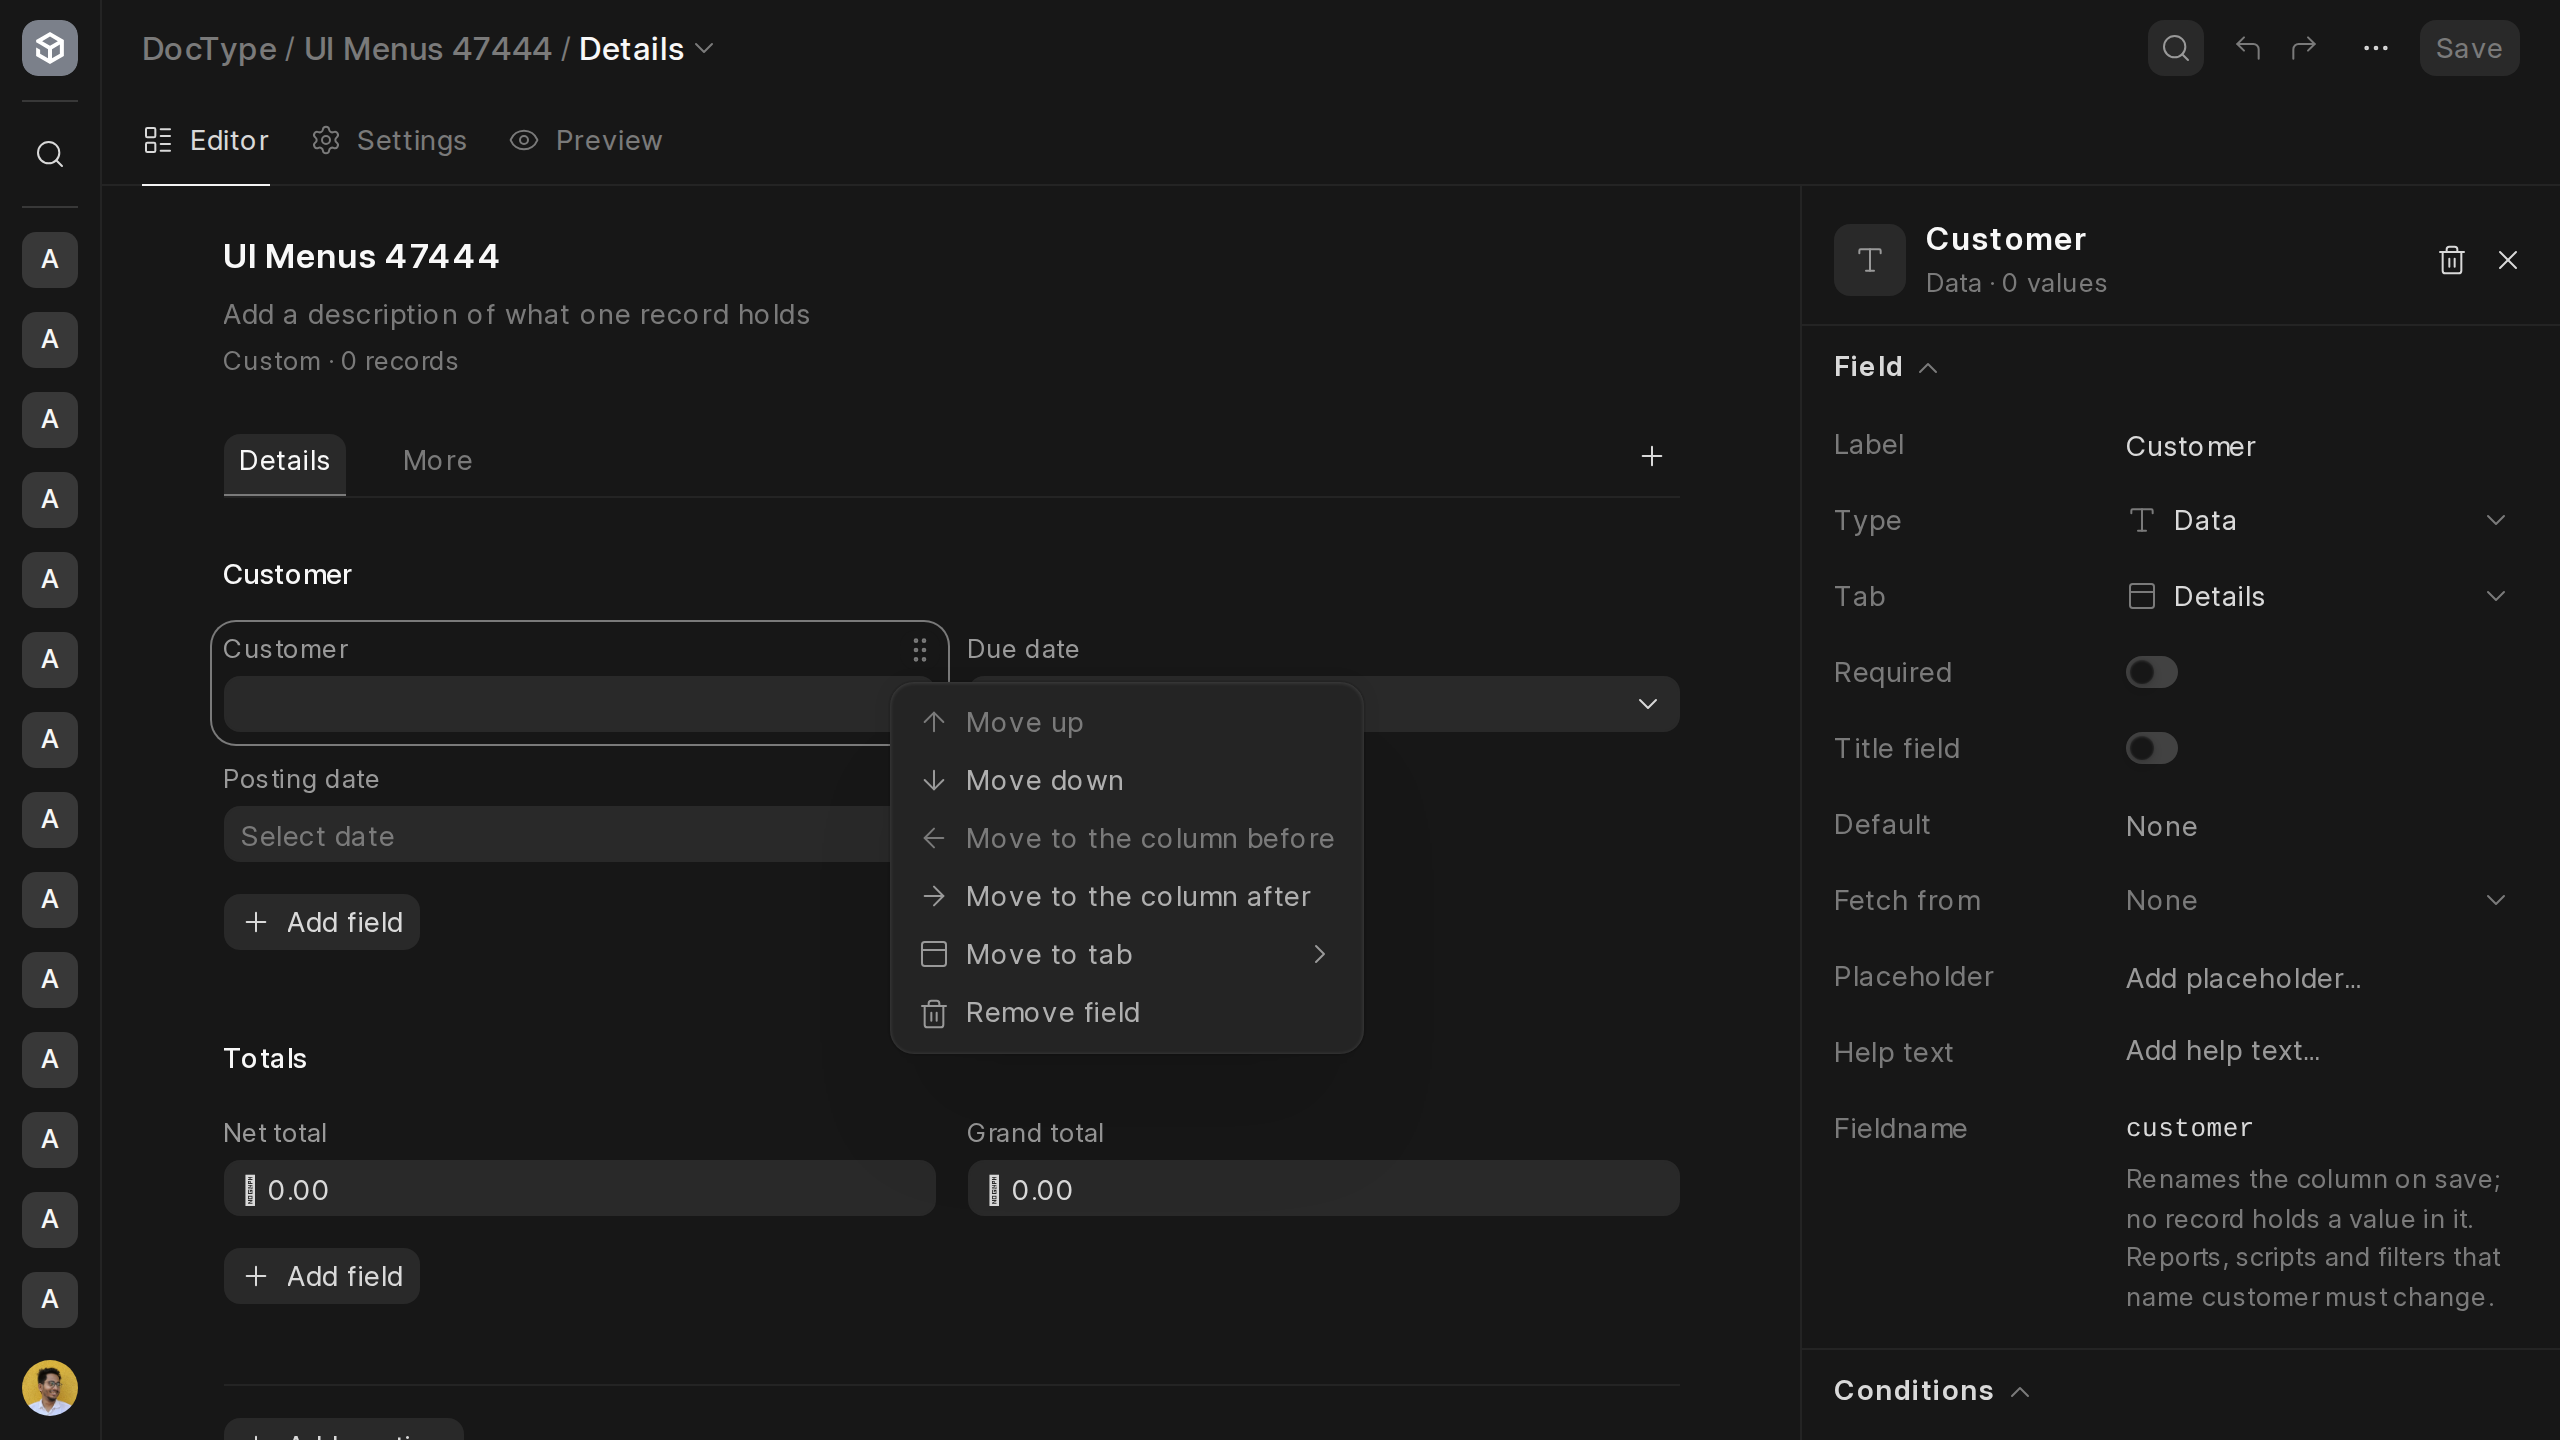 DocType / UI Menus 47444 / Details
Save
Editor
Settings
Preview
A
A
A
A
A
A
A
A
A
A
A
A
A
A
UI Menus 47444
Add a description of what one record holds
Custom · 0 records
Details
More
Customer
Customer
Due date
Posting date
Select date
Add field
Move up
Move down
Move to the column before
Move to the column after
Move to tab
Remove field
Totals
Net total
Grand total
0.00
0.00
Add field
Customer
Data · 0 values
Field
Label
Customer
Type
Data
Tab
Details
Required
Title field
Default
None
Fetch from
None
Placeholder
Add placeholder...
Help text
Add help text...
Fieldname
customer
Renames the column on save;
no record holds a value in it.
Reports, scripts and filters that
name customer must change.
Conditions